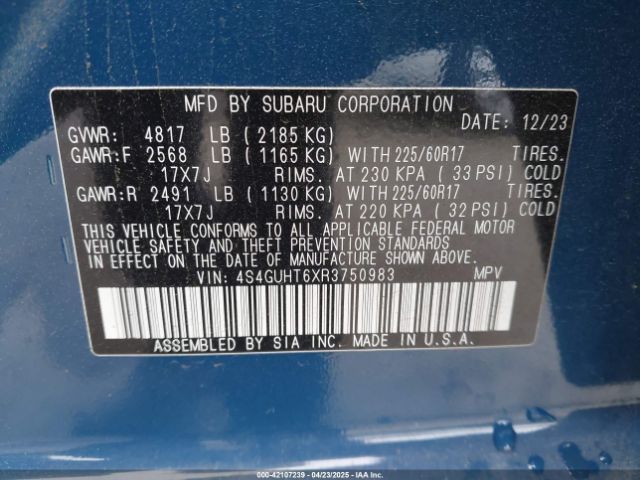 MFD BY SUBARU CORPORATION
DATE: 12/23
GVWR: 4817 LB (2185 KG)
GAWR:F 2568 LB (1165 KG) WITH 225/60R17 TIRES.
17X7J RIMS. AT 230 KPA (33 PSI) COLD
GAWR:R 2491 LB (1130 KG) WITH 225/60R17 TIRES.
17X7J RIMS. AT 220 KPA (32 PSI) COLD
THIS VEHICLE CONFORMS TO ALL APPLICABLE FEDERAL MOTOR
VEHICLE SAFETY AND THEFT PREVENTION STANDARDS IN EFFECT
ON THE DATE OF MANUFACTURE SHOWN ABOVE.
VIN: 4S4GUHT6XR3750983 MPV
ASSEMBLED BY SIA INC. MADE IN U.S.A.
000-42107239 - 04/23/2025 - IAAI.COM